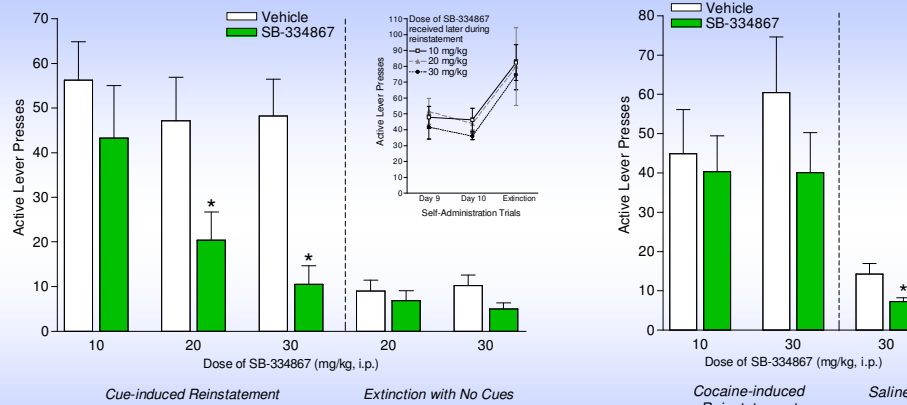 Vehicle
SB-334867
Active Lever Presses
70
60
50
40
30
20
10
0
*
*
10
20
30
20
30
Dose of SB-334867 (mg/kg, i.p.)
Cue-induced Reinstatement
Extinction with No Cues
Dose of SB-334867
received later during
reinstatement
10 mg/kg
20 mg/kg
30 mg/kg
Active Lever Presses
110
100
90
80
70
60
50
40
30
20
10
0
Day 9
Day 10
Extinction
Self-Administration Trials
Vehicle
SB-334867
Active Lever Presses
80
70
60
50
40
30
20
10
0
*
10
30
30
Dose of SB-334867 (mg/kg, i.p.)
Cocaine-induced
Saline